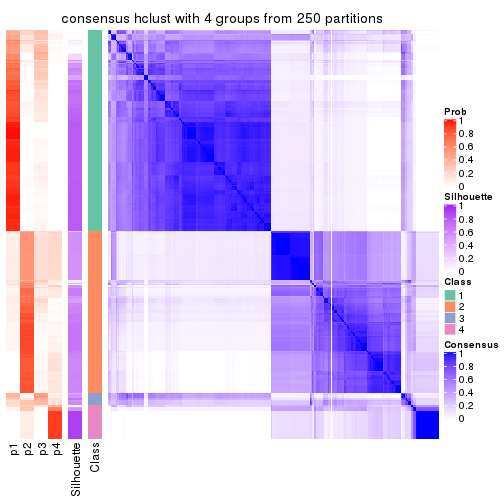 consensus hclust with 4 groups from 250 partitions
Prob
1
0.8
0.6
0.4
0.2
0
Silhouette
1
0.8
0.6
0.4
0.2
0
Class
1
2
3
4
Consensus
1
0.8
0.6
0.4
0.2
0
p1
p2
p3
p4
Silhouette
Class